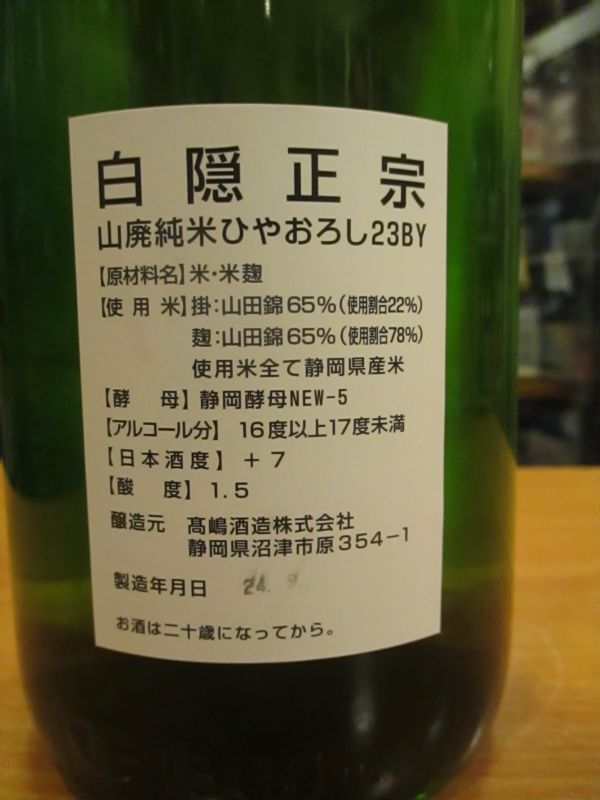 白隠正宗
山廃純米ひやおろし23BY
【原材料名】米・米麹
【使用米】掛:山田錦65%(使用割合22%)
麹:山田錦65%(使用割合78%)
使用米全て静岡県産米
【酵母】静岡酵母NEW-5
【アルコール分】16度以上17度未満
【日本酒度】+7
【酸度】1.5
醸造元 髙嶋酒造株式会社
静岡県沼津市原354-1
製造年月日 24. 9.
お酒は二十歳になってから。